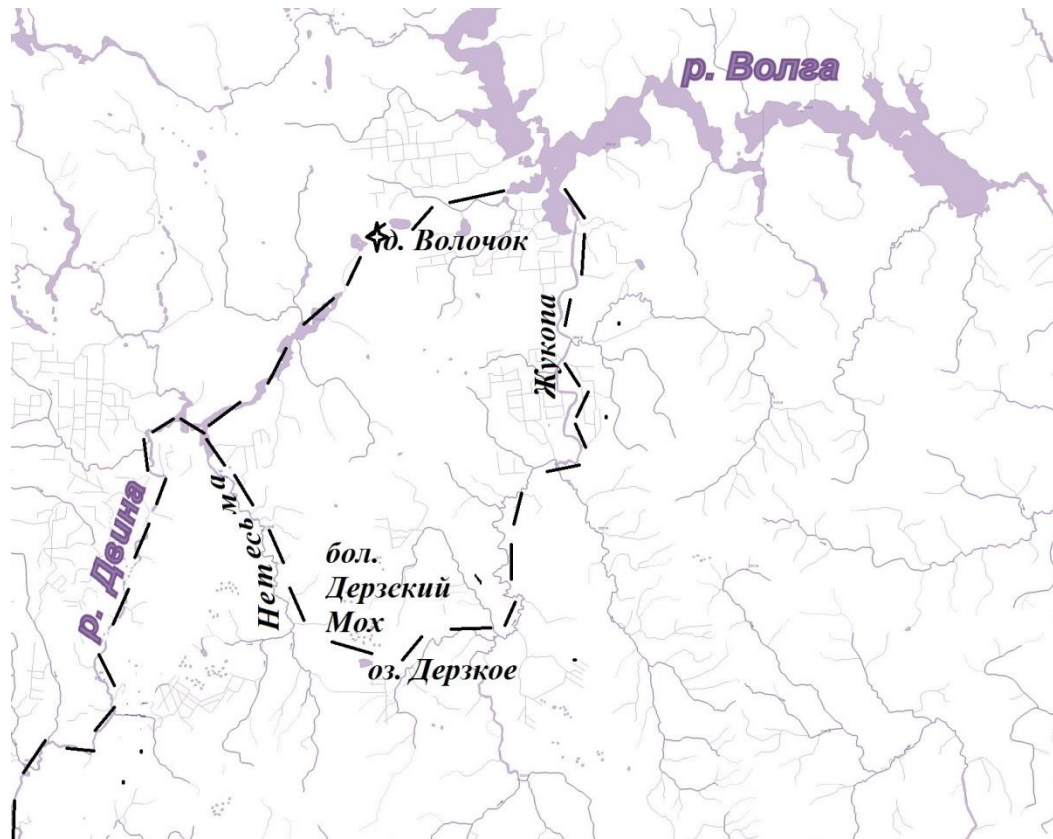 р. Волга
д. Волочок
Жукопа
р. Двина
Нетесьма
бол.
Дерзский
Мох
оз. Дерзкое